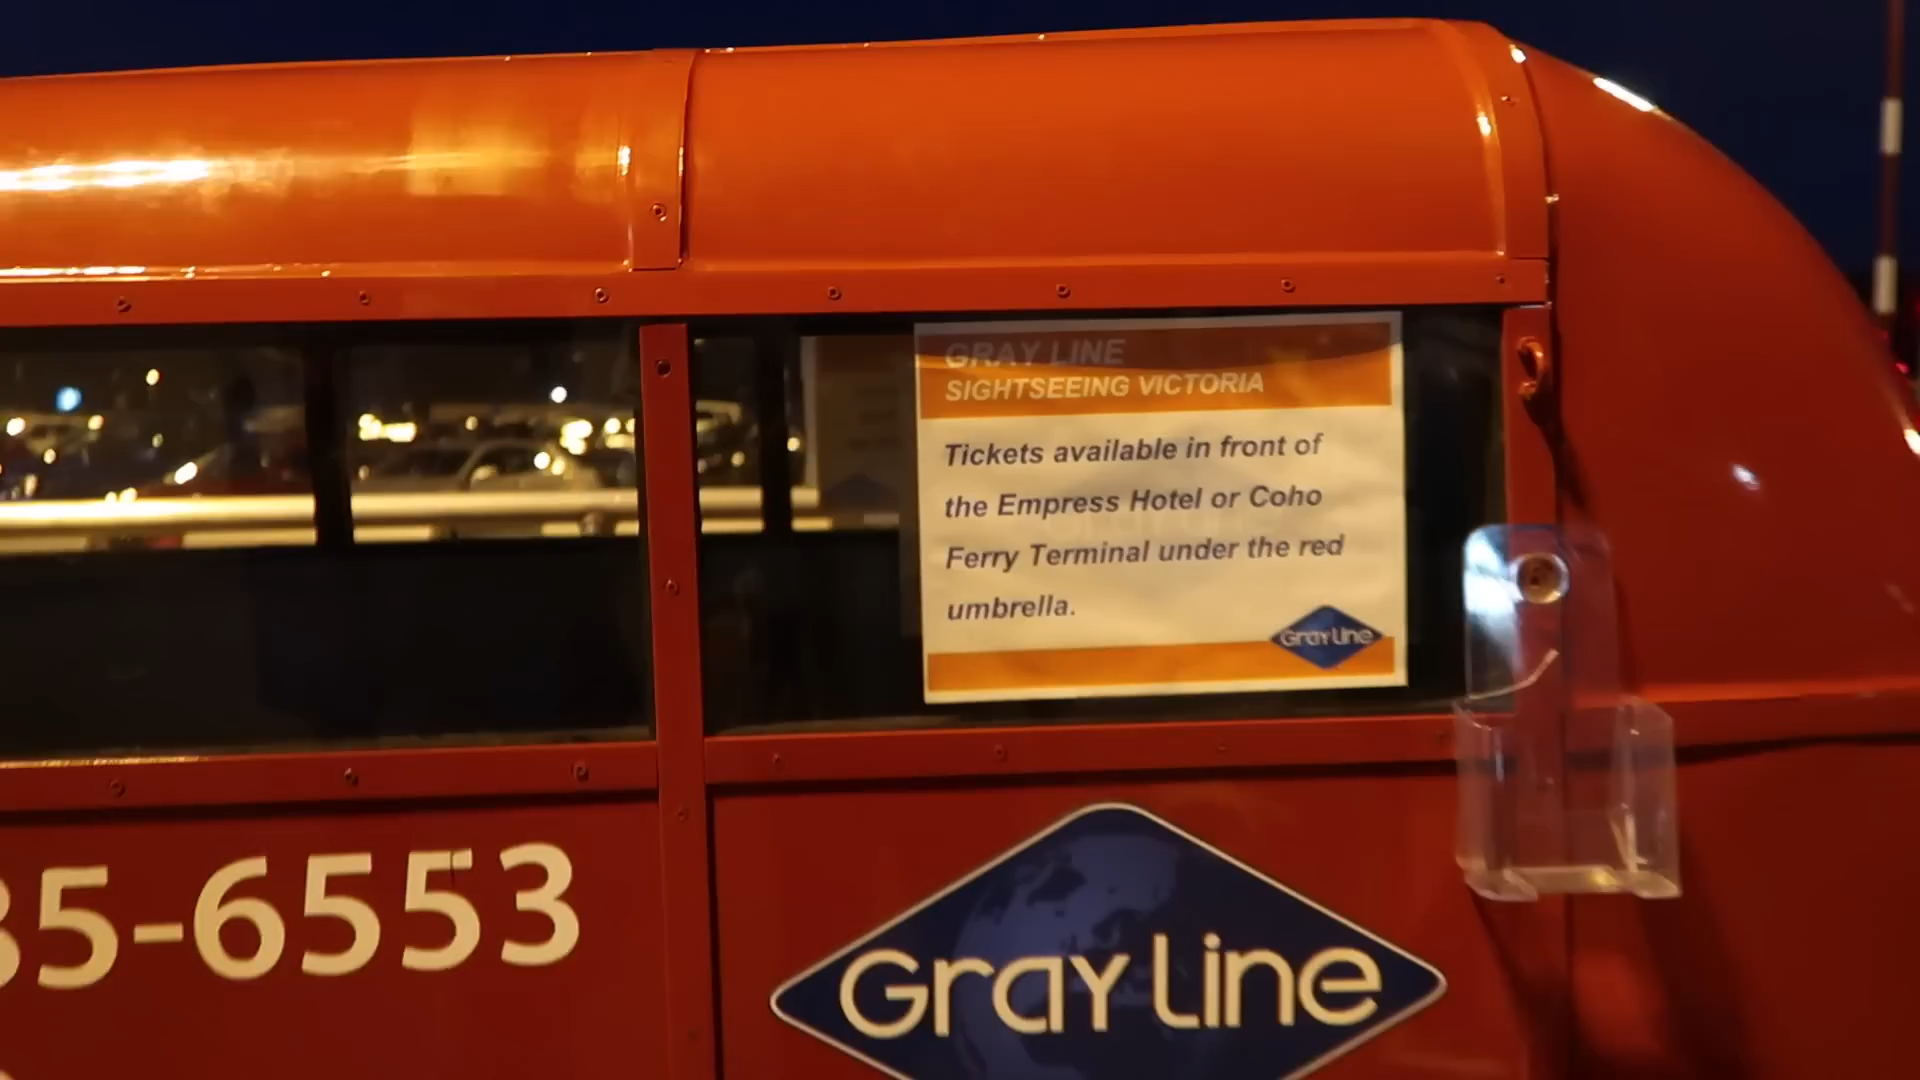 GRAY LINE
SIGHTSEEING VICTORIA
Tickets available in front of
the Empress Hotel or Coho
Ferry Terminal under the red
umbrella.
Gray Line
5-6553
Gray Line